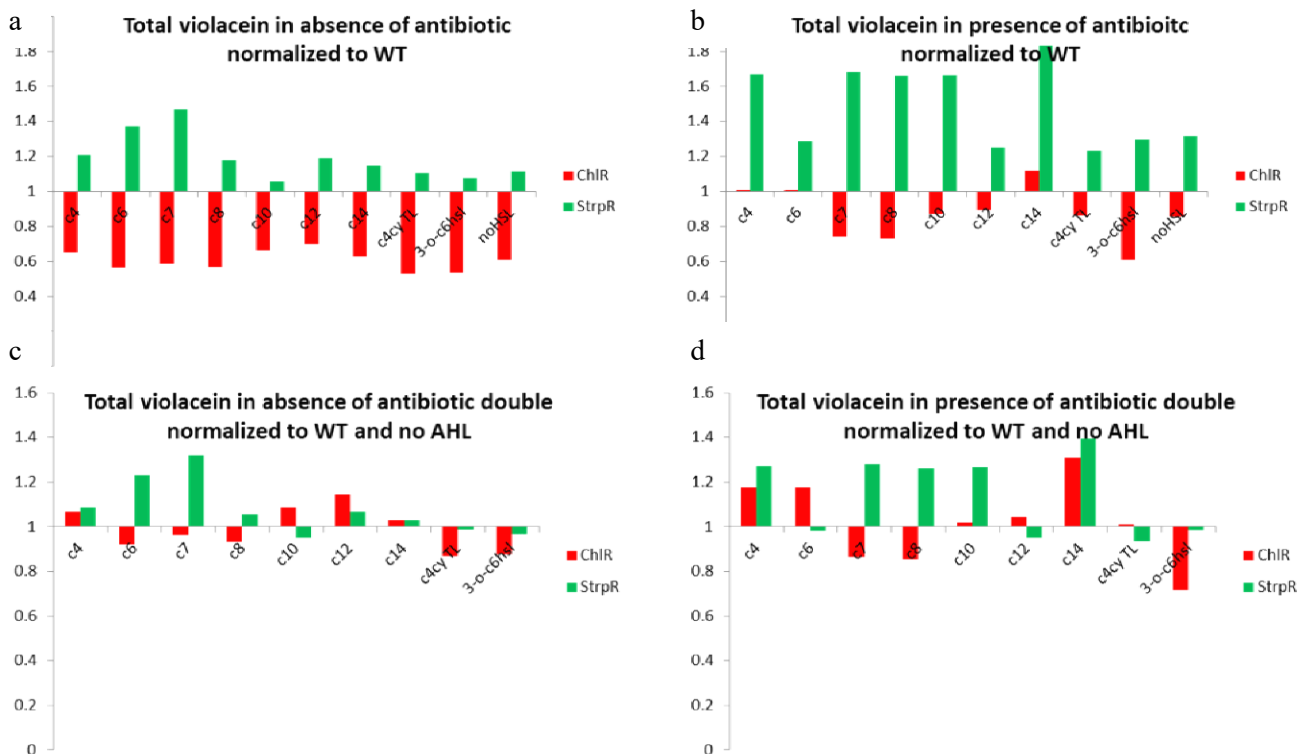 a
Total violacein in absence of antibiotic
normalized to WT
1.8
1.6
1.4
1.2
1
0.8
0.6
0.4
c4
c6
c7
c8
c10
c12
c14
c4cy TL
3-o-c6hsl
noHSL
ChlR
StrpR
b
Total violacein in presence of antibioitc
normalized to WT
1.8
1.6
1.4
1.2
1
0.8
0.6
0.4
c4
c6
c7
c8
c10
c12
c14
c4cy TL
3-o-c6hsl
noHSL
ChlR
StrpR
c
Total violacein in absence of antibiotic double
normalized to WT and no AHL
1.6
1.4
1.2
1
0.8
0.6
0.4
0.2
0
c4
c6
c7
c8
c10
c12
c14
c4cy TL
3-o-c6hsl
ChlR
StrpR
d
Total violacein in presence of antibiotic double
normalized to WT and no AHL
1.6
1.4
1.2
1
0.8
0.6
0.4
0.2
0
c4
c6
c7
c8
c10
c12
c14
c4cy TL
3-o-c6hsl
ChlR
StrpR